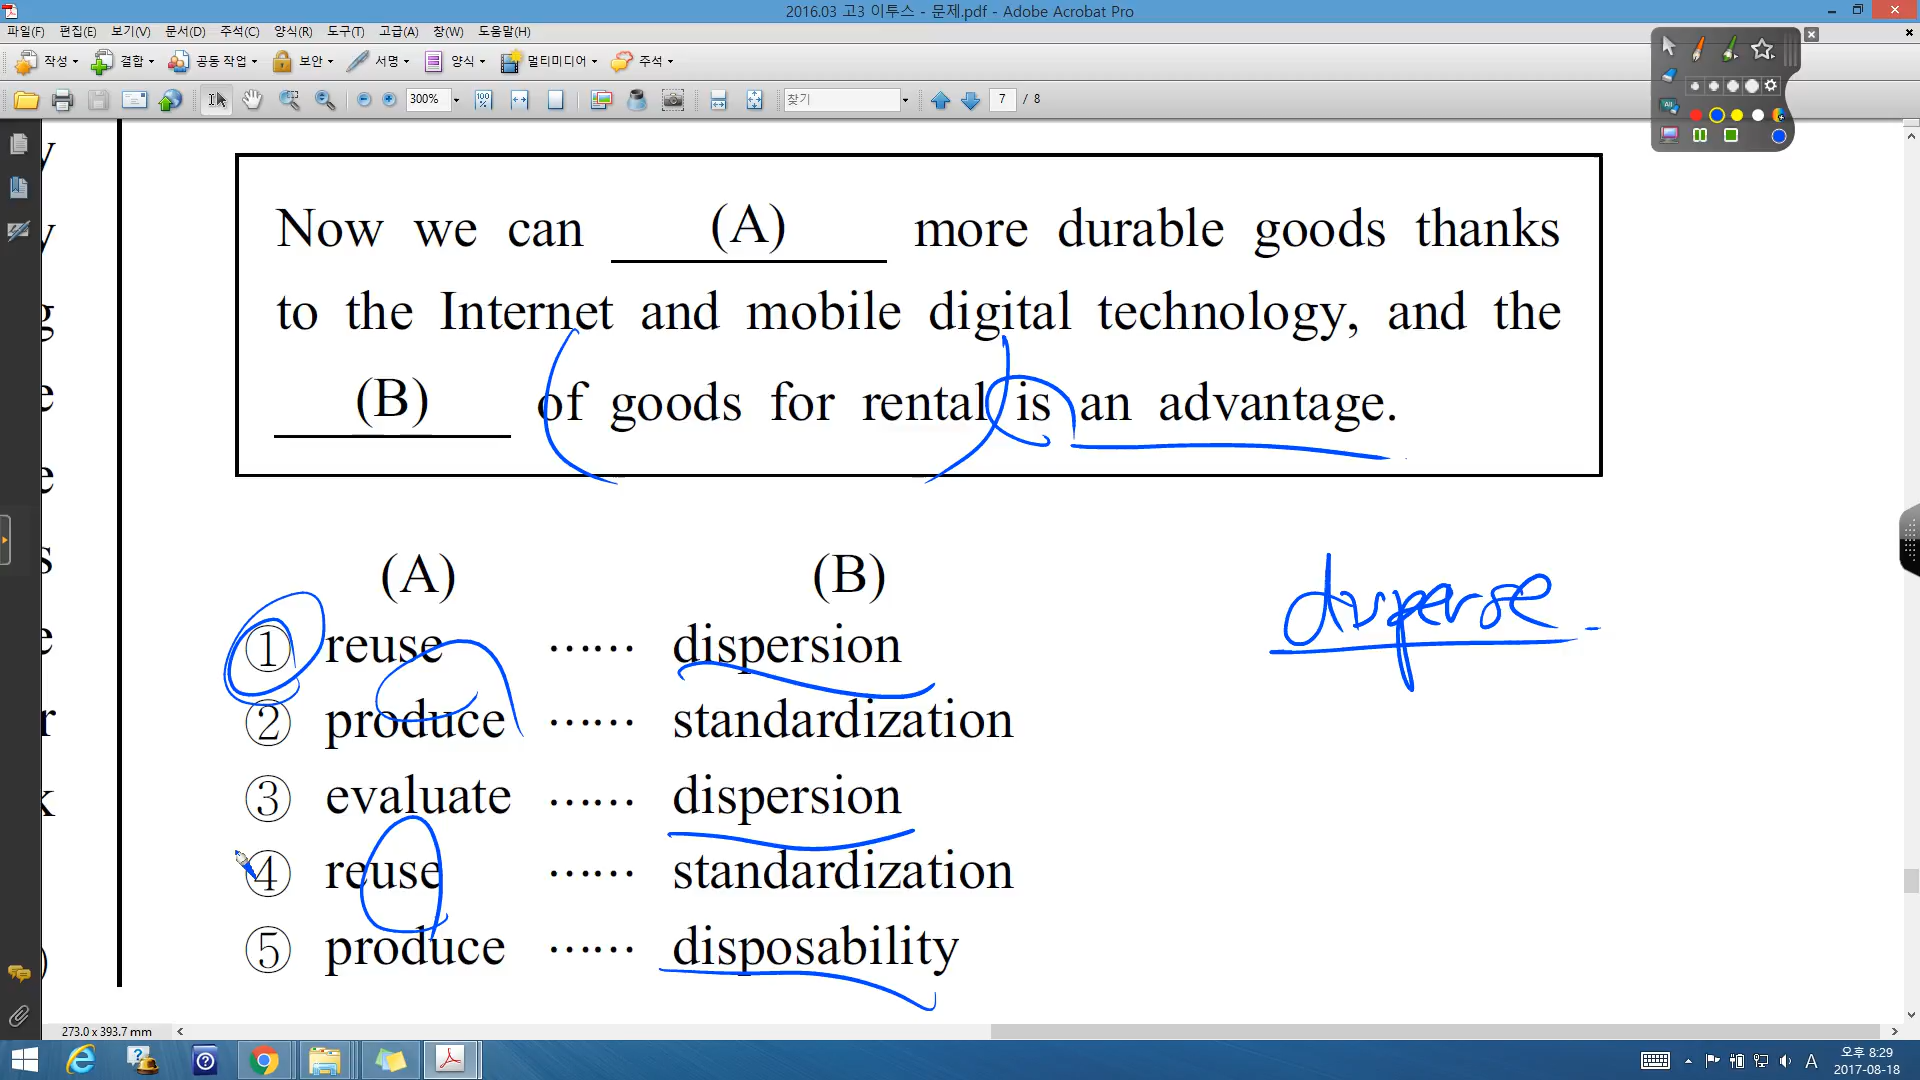 2016.03 고3 이투스 - 문제.pdf - Adobe Acrobat Pro
파일(F) 편집(E) 보기(V) 문서(D) 주석(C) 양식(R) 도구(T) 고급(A) 창(W) 도움말(H)
작성 결합 공동 작업 보안 서명 양식 멀티미디어 주석
300% 찾기 7 / 8
Now we can (A) more durable goods thanks
to the Internet and mobile digital technology, and the
(B) of goods for rental is an advantage.
(A) (B)
① reuse ...... dispersion
② produce ...... standardization
③ evaluate ...... dispersion
④ reuse ...... standardization
⑤ produce ...... disposability
disperse
y
y
g
e
e
s
e
r
k
)
273.0 x 393.7 mm
A 오후 8:29
2017-08-18